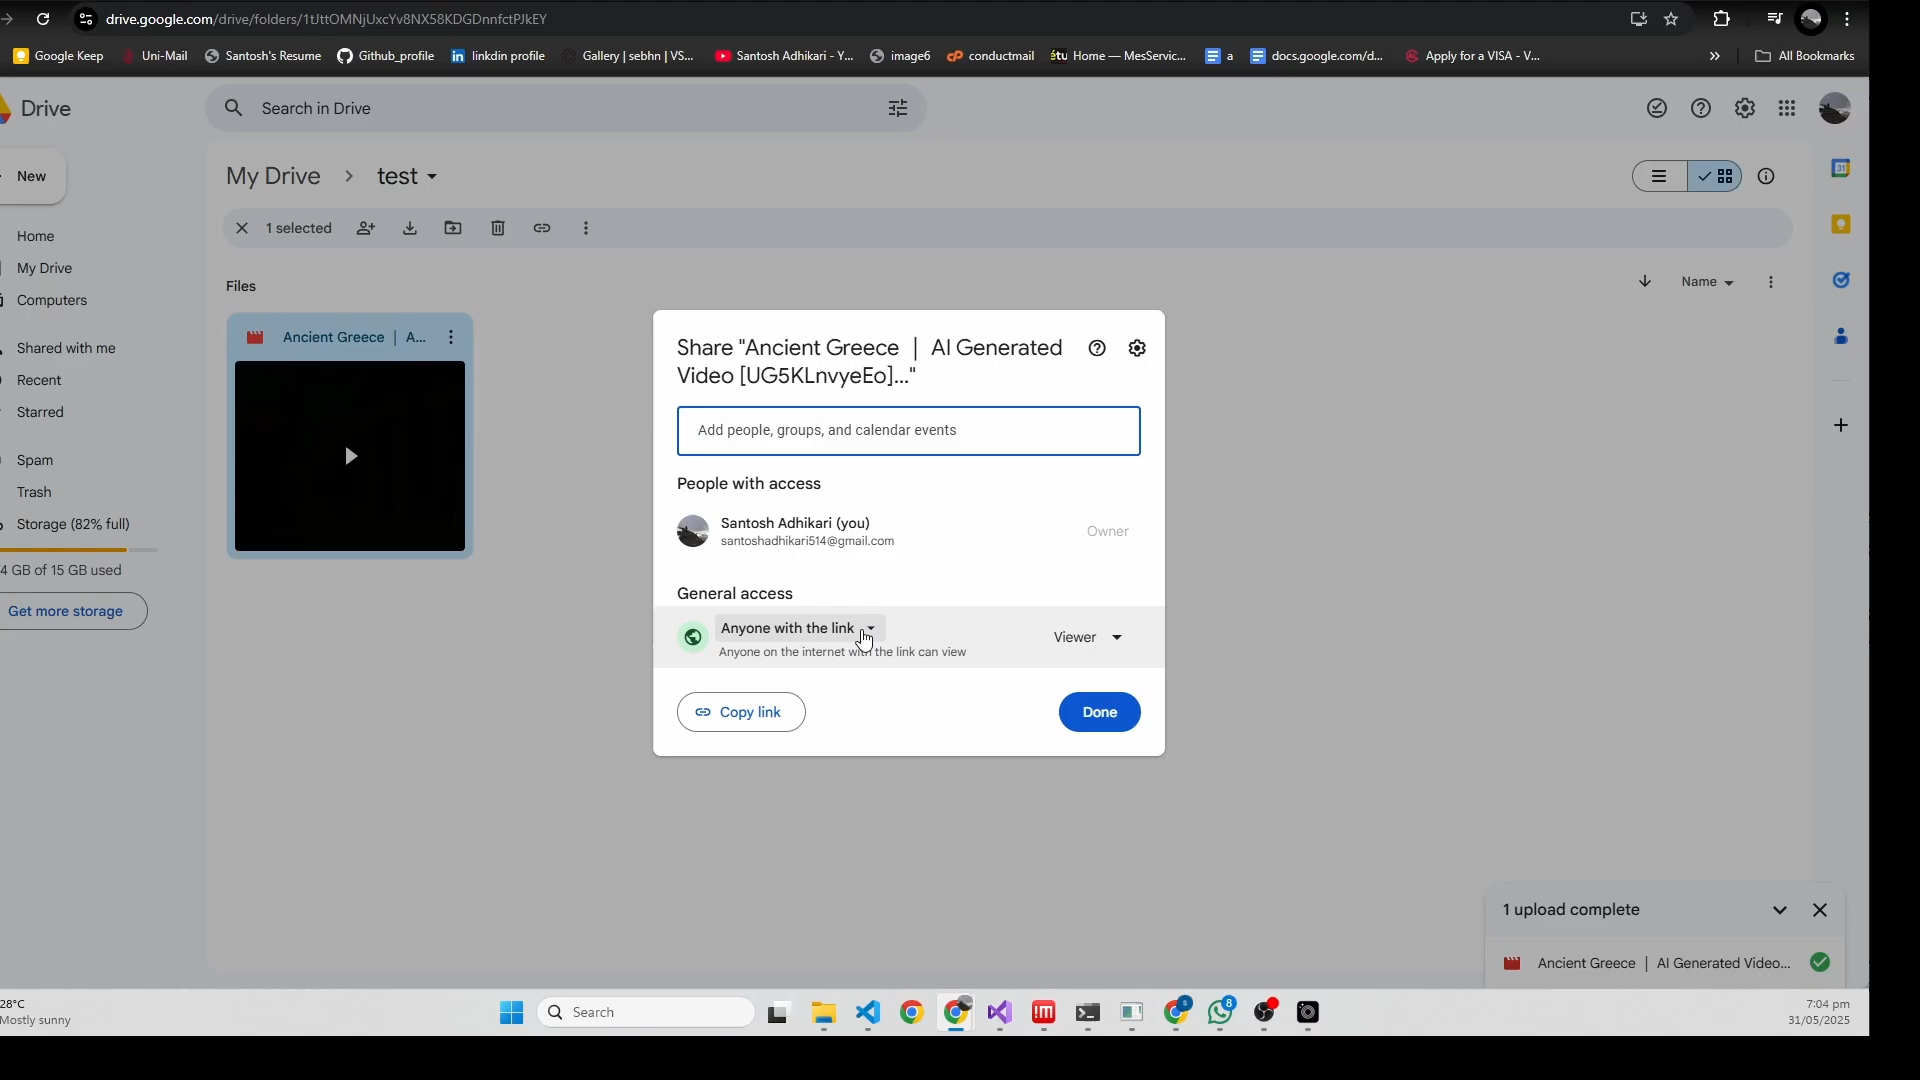 drive.google.com/drive/folders/1tJttOMNjUxcYv8NX58KDGDnnfctPJkEY
Google Keep
Uni-Mail
Santosh's Resume
Github_profile
linkdin profile
Gallery | sebhn | VS...
Santosh Adhikari - Y...
image6
conductmail
Home — MesServic...
a
docs.google.com/d...
Apply for a VISA - V...
All Bookmarks
Drive
Search in Drive
New
My Drive
test
1 selected
Home
My Drive
Computers
Shared with me
Recent
Starred
Spam
Trash
Storage (82% full)
4 GB of 15 GB used
Get more storage
Files
Name
Ancient Greece | A...
Share "Ancient Greece | AI Generated
Video [UG5KLnvyeEo]..."
Add people, groups, and calendar events
People with access
Santosh Adhikari (you)
santoshadhikari514@gmail.com
Owner
General access
Anyone with the link
Anyone on the internet with the link can view
Viewer
Copy link
Done
1 upload complete
Ancient Greece | AI Generated Video...
28°C
Mostly sunny
Search
8
7:04 pm
31/05/2025